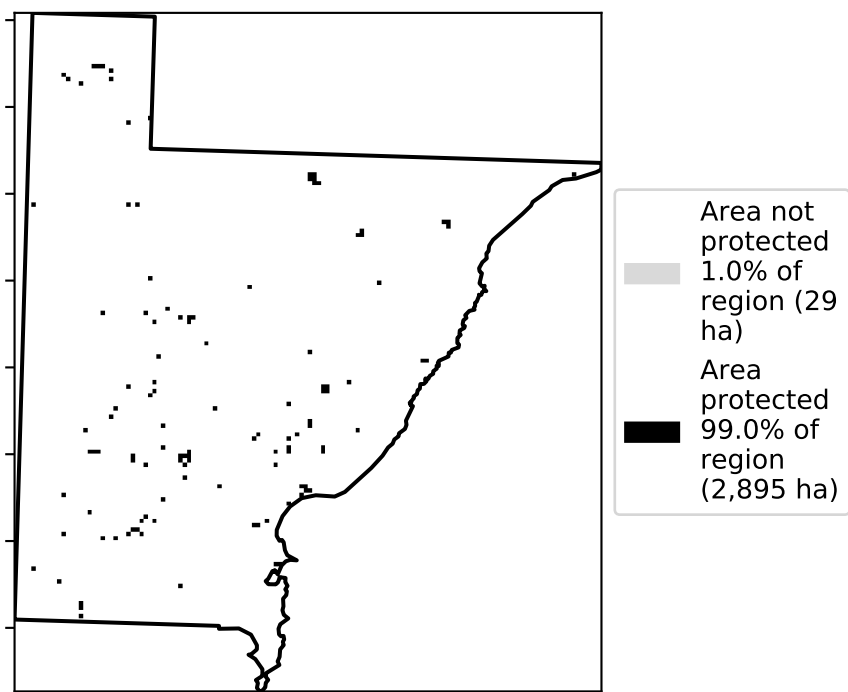 Area not
protected
1.0% of
region (29
ha)
Area
protected
99.0% of
region
(2,895 ha)